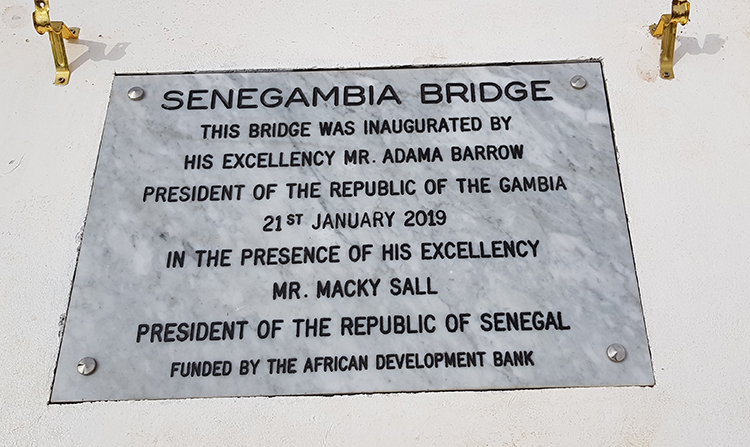 SENEGAMBIA BRIDGE
THIS BRIDGE WAS INAUGURATED BY
HIS EXCELLENCY MR. ADAMA BARROW
PRESIDENT OF THE REPUBLIC OF THE GAMBIA
21ST JANUARY 2019
IN THE PRESENCE OF HIS EXCELLENCY
MR. MACKY SALL
PRESIDENT OF THE REPUBLIC OF SENEGAL
FUNDED BY THE AFRICAN DEVELOPMENT BANK